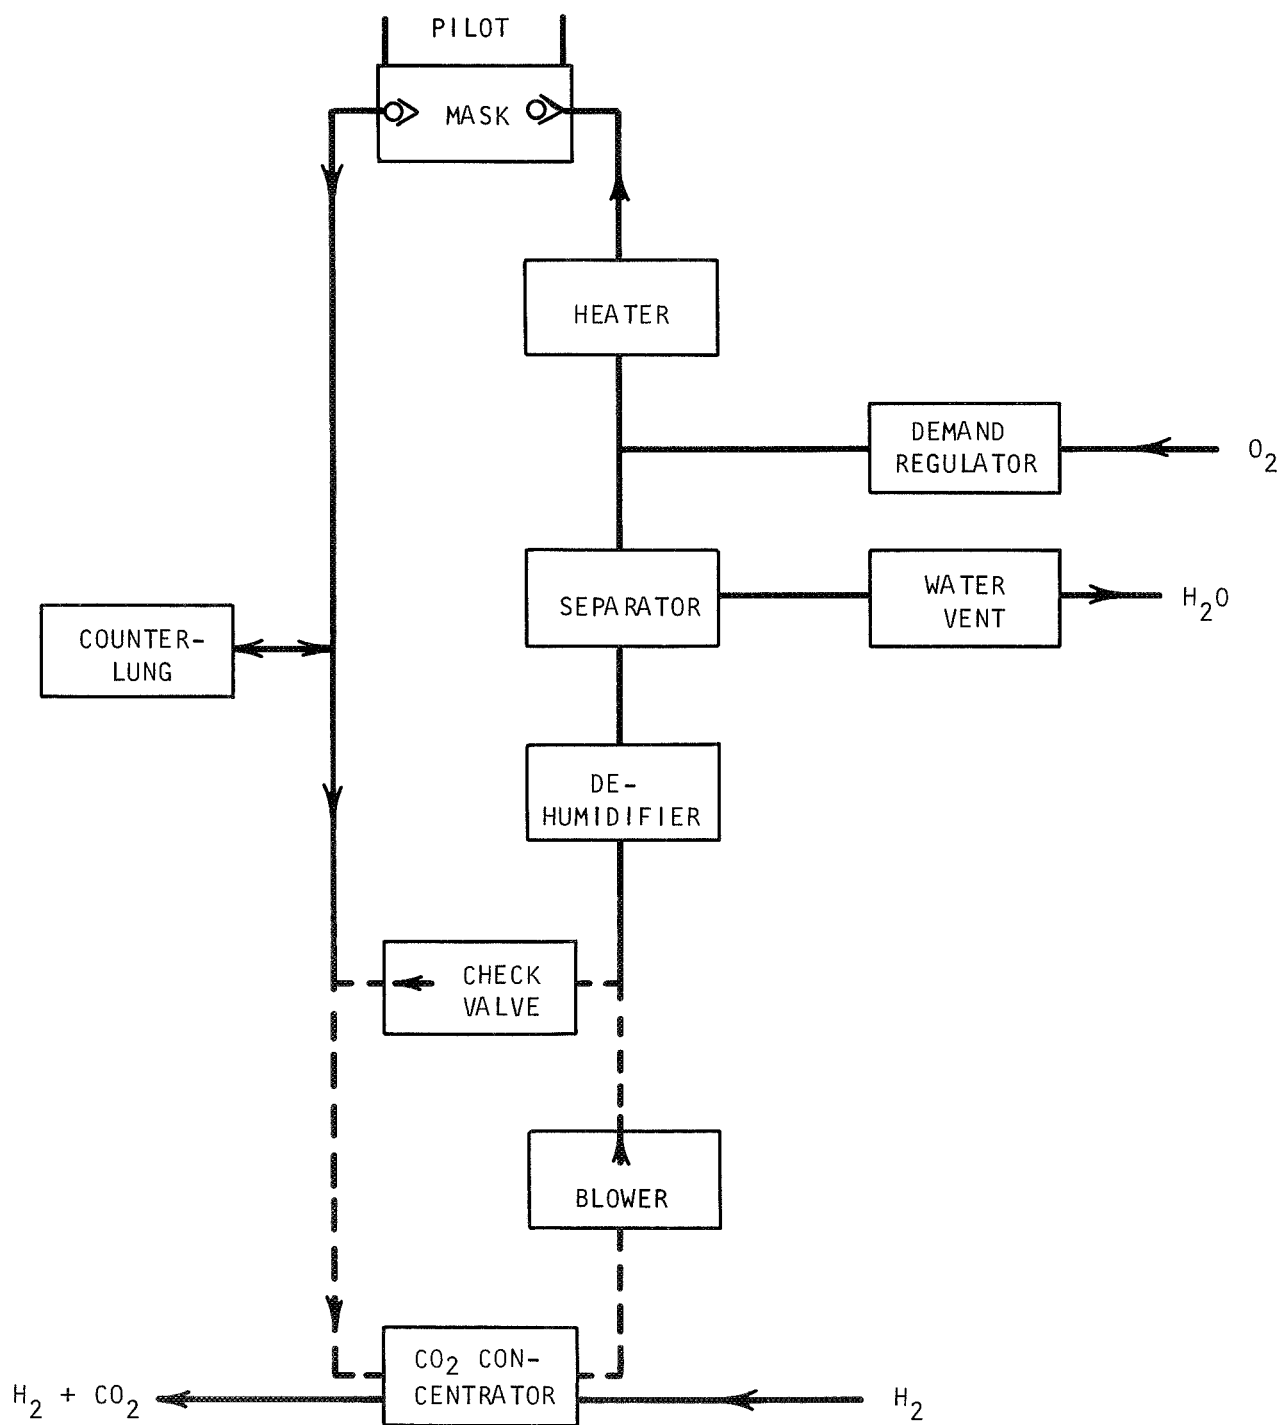 PILOT
MASK
HEATER
DEMAND
REGULATOR
O₂
SEPARATOR
WATER
VENT
H₂O
COUNTER-
LUNG
DE-
HUMIDIFIER
CHECK
VALVE
BLOWER
CO₂ CON-
CENTRATOR
H₂ + CO₂
H₂